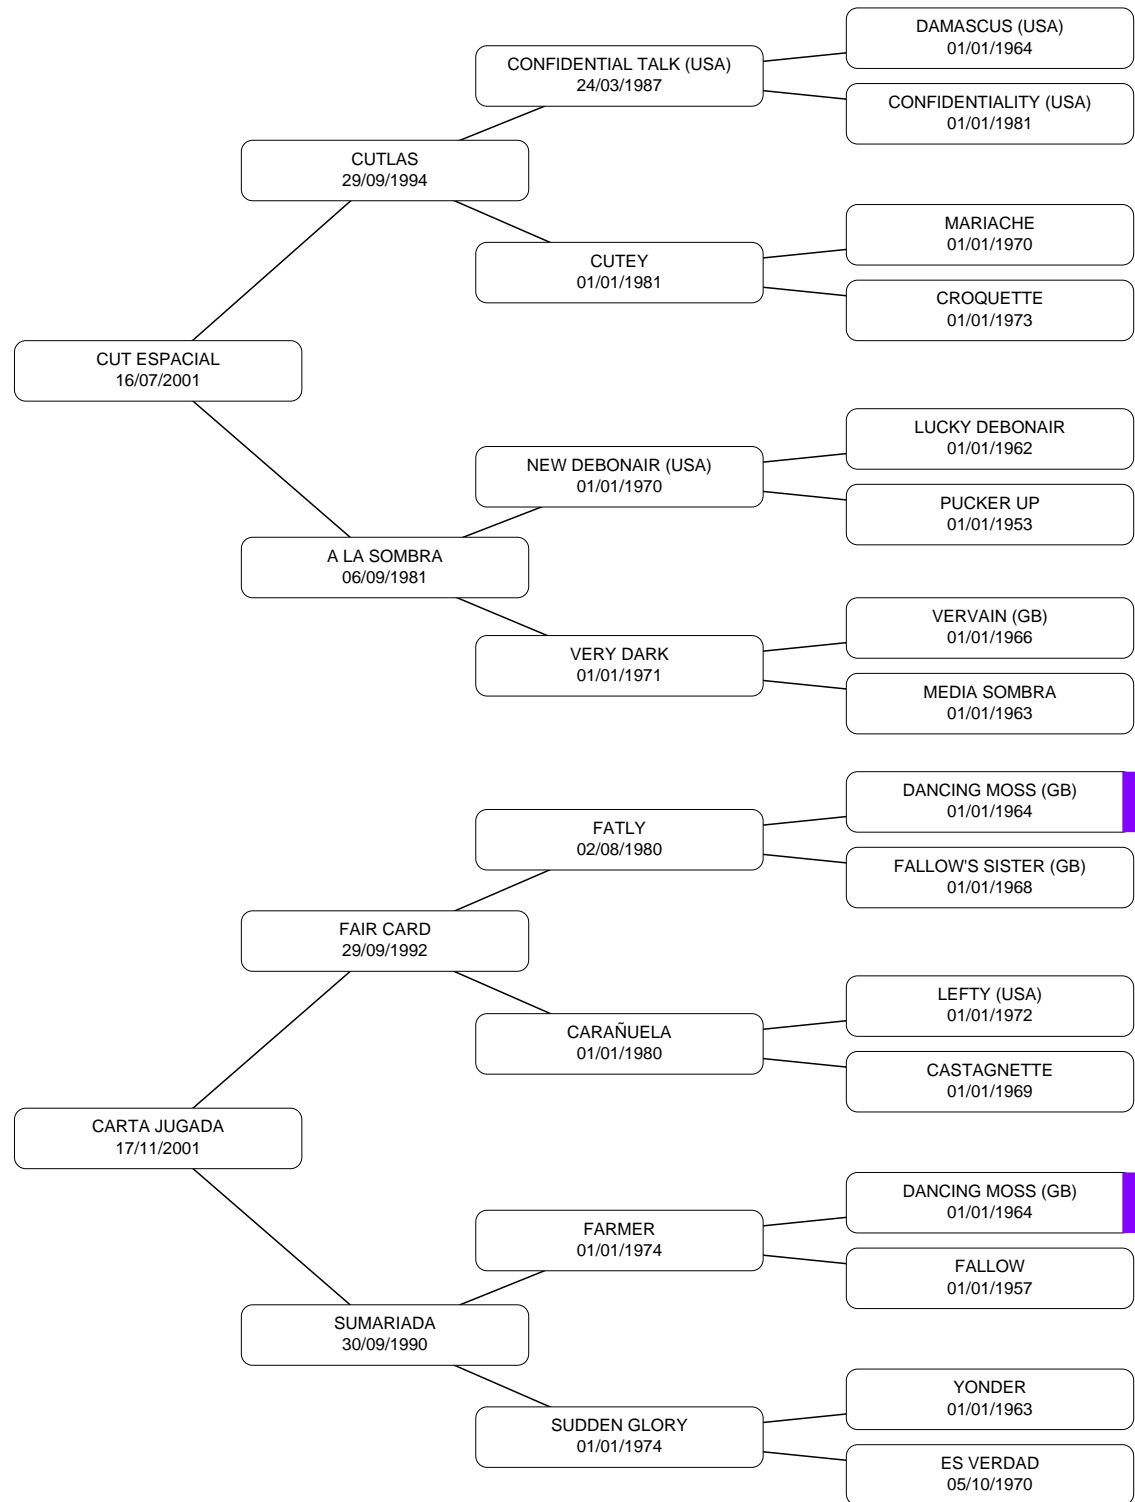 DAMASCUS (USA)
01/01/1964
CONFIDENTIAL TALK (USA)
24/03/1987
CONFIDENTIALITY (USA)
01/01/1981
CUTLAS
29/09/1994
MARIACHE
01/01/1970
CUTEY
01/01/1981
CROQUETTE
01/01/1973
CUT ESPACIAL
16/07/2001
LUCKY DEBONAIR
01/01/1962
NEW DEBONAIR (USA)
01/01/1970
PUCKER UP
01/01/1953
A LA SOMBRA
06/09/1981
VERVAIN (GB)
01/01/1966
VERY DARK
01/01/1971
MEDIA SOMBRA
01/01/1963
DANCING MOSS (GB)
01/01/1964
FATLY
02/08/1980
FALLOW'S SISTER (GB)
01/01/1968
FAIR CARD
29/09/1992
LEFTY (USA)
01/01/1972
CARAÑUELA
01/01/1980
CASTAGNETTE
01/01/1969
CARTA JUGADA
17/11/2001
DANCING MOSS (GB)
01/01/1964
FARMER
01/01/1974
FALLOW
01/01/1957
SUMARIADA
30/09/1990
YONDER
01/01/1963
SUDDEN GLORY
01/01/1974
ES VERDAD
05/10/1970